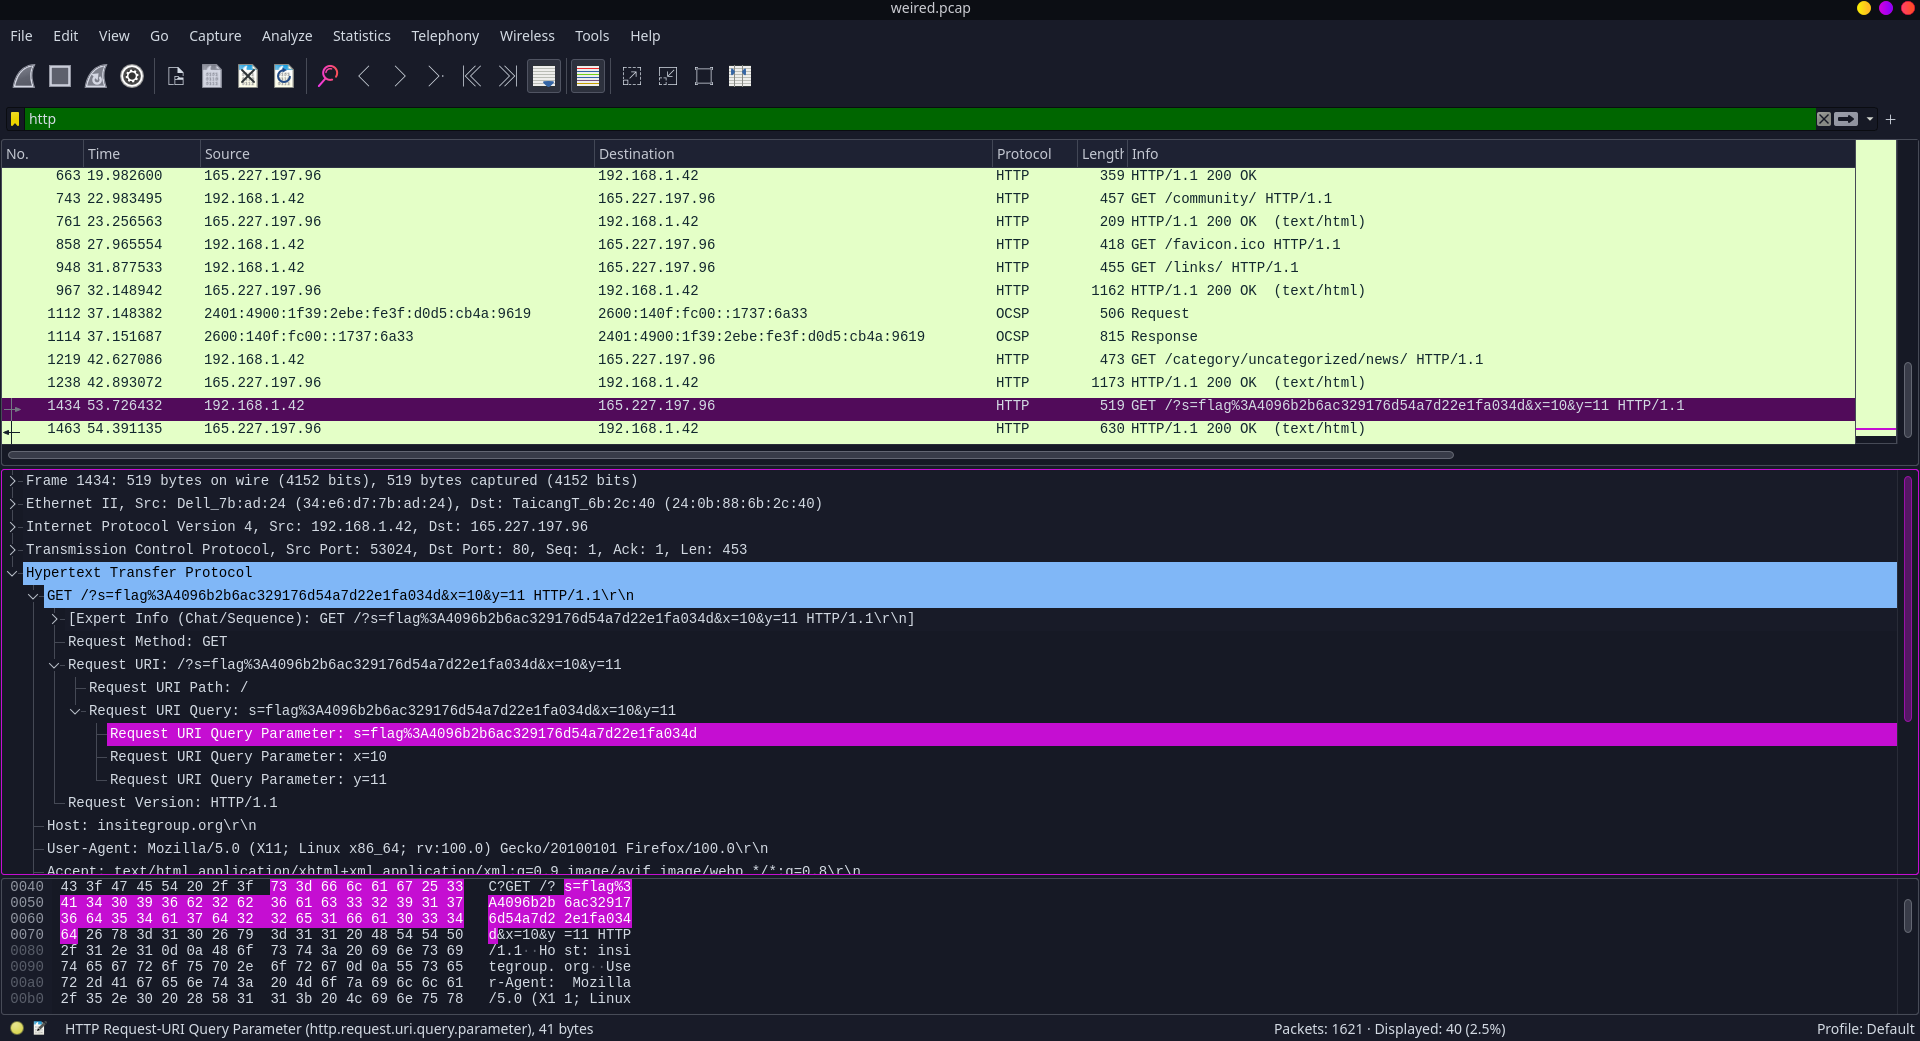 weired.pcap
File Edit View Go Capture Analyze Statistics Telephony Wireless Tools Help
http
No. Time Source Destination Protocol Length Info
663 19.982600 165.227.197.96 192.168.1.42 HTTP 359 HTTP/1.1 200 OK
743 22.983495 192.168.1.42 165.227.197.96 HTTP 457 GET /community/ HTTP/1.1
761 23.256563 165.227.197.96 192.168.1.42 HTTP 209 HTTP/1.1 200 OK (text/html)
858 27.965554 192.168.1.42 165.227.197.96 HTTP 418 GET /favicon.ico HTTP/1.1
948 31.877533 192.168.1.42 165.227.197.96 HTTP 455 GET /links/ HTTP/1.1
967 32.148942 165.227.197.96 192.168.1.42 HTTP 1162 HTTP/1.1 200 OK (text/html)
1112 37.148382 2401:4900:1f39:2ebe:fe3f:d0d5:cb4a:9619 2600:140f:fc00::1737:6a33 OCSP 506 Request
1114 37.151687 2600:140f:fc00::1737:6a33 2401:4900:1f39:2ebe:fe3f:d0d5:cb4a:9619 OCSP 815 Response
1219 42.627086 192.168.1.42 165.227.197.96 HTTP 473 GET /category/uncategorized/news/ HTTP/1.1
1238 42.893072 165.227.197.96 192.168.1.42 HTTP 1173 HTTP/1.1 200 OK (text/html)
1434 53.726432 192.168.1.42 165.227.197.96 HTTP 519 GET /?s=flag%3A4096b2b6ac329176d54a7d22e1fa034d&x=10&y=11 HTTP/1.1
1463 54.391135 165.227.197.96 192.168.1.42 HTTP 630 HTTP/1.1 200 OK (text/html)
Frame 1434: 519 bytes on wire (4152 bits), 519 bytes captured (4152 bits)
Ethernet II, Src: Dell_7b:ad:24 (34:e6:d7:7b:ad:24), Dst: TaicangT_6b:2c:40 (24:0b:88:6b:2c:40)
Internet Protocol Version 4, Src: 192.168.1.42, Dst: 165.227.197.96
Transmission Control Protocol, Src Port: 53024, Dst Port: 80, Seq: 1, Ack: 1, Len: 453
Hypertext Transfer Protocol
GET /?s=flag%3A4096b2b6ac329176d54a7d22e1fa034d&x=10&y=11 HTTP/1.1\r\n
[Expert Info (Chat/Sequence): GET /?s=flag%3A4096b2b6ac329176d54a7d22e1fa034d&x=10&y=11 HTTP/1.1\r\n]
Request Method: GET
Request URI: /?s=flag%3A4096b2b6ac329176d54a7d22e1fa034d&x=10&y=11
Request URI Path: /
Request URI Query: s=flag%3A4096b2b6ac329176d54a7d22e1fa034d&x=10&y=11
Request URI Query Parameter: s=flag%3A4096b2b6ac329176d54a7d22e1fa034d
Request URI Query Parameter: x=10
Request URI Query Parameter: y=11
Request Version: HTTP/1.1
Host: insitegroup.org\r\n
User-Agent: Mozilla/5.0 (X11; Linux x86_64; rv:100.0) Gecko/20100101 Firefox/100.0\r\n
Accept: text/html,application/xhtml+xml,application/xml;q=0.9,image/avif,image/webp,*/*;q=0.8\r\n
0040 43 3f 47 45 54 20 2f 3f 73 3d 66 6c 61 67 25 33 C?GET /? s=flag%3
0050 41 34 30 39 36 62 32 62 36 61 63 33 32 39 31 37 A4096b2b 6ac32917
0060 36 64 35 34 61 37 64 32 32 65 31 66 61 30 33 34 6d54a7d2 2e1fa034
0070 64 26 78 3d 31 30 26 79 3d 31 31 20 48 54 54 50 d&x=10&y =11 HTTP
0080 2f 31 2e 31 0d 0a 48 6f 73 74 3a 20 69 6e 73 69 /1.1··Ho st: insi
0090 74 65 67 72 6f 75 70 2e 6f 72 67 0d 0a 55 73 65 tegroup. org··Use
00a0 72 2d 41 67 65 6e 74 3a 20 4d 6f 7a 69 6c 6c 61 r-Agent: Mozilla
00b0 2f 35 2e 30 20 28 58 31 31 3b 20 4c 69 6e 75 78 /5.0 (X1 1; Linux
HTTP Request-URI Query Parameter (http.request.uri.query.parameter), 41 bytes Packets: 1621 · Displayed: 40 (2.5%) Profile: Default